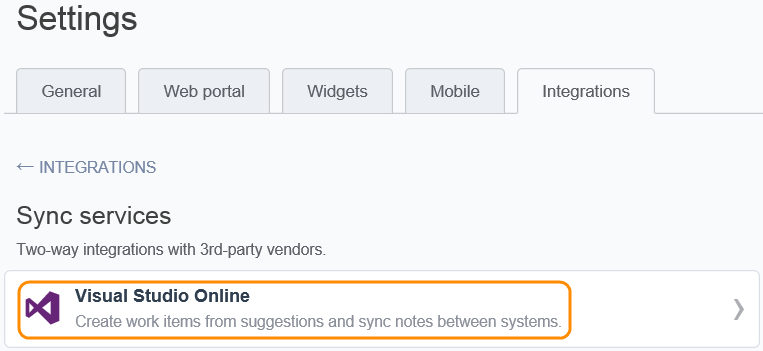 Settings
General
Web portal
Widgets
Mobile
Integrations
← INTEGRATIONS
Sync services
Two-way integrations with 3rd-party vendors.
Visual Studio Online
Create work items from suggestions and sync notes between systems.